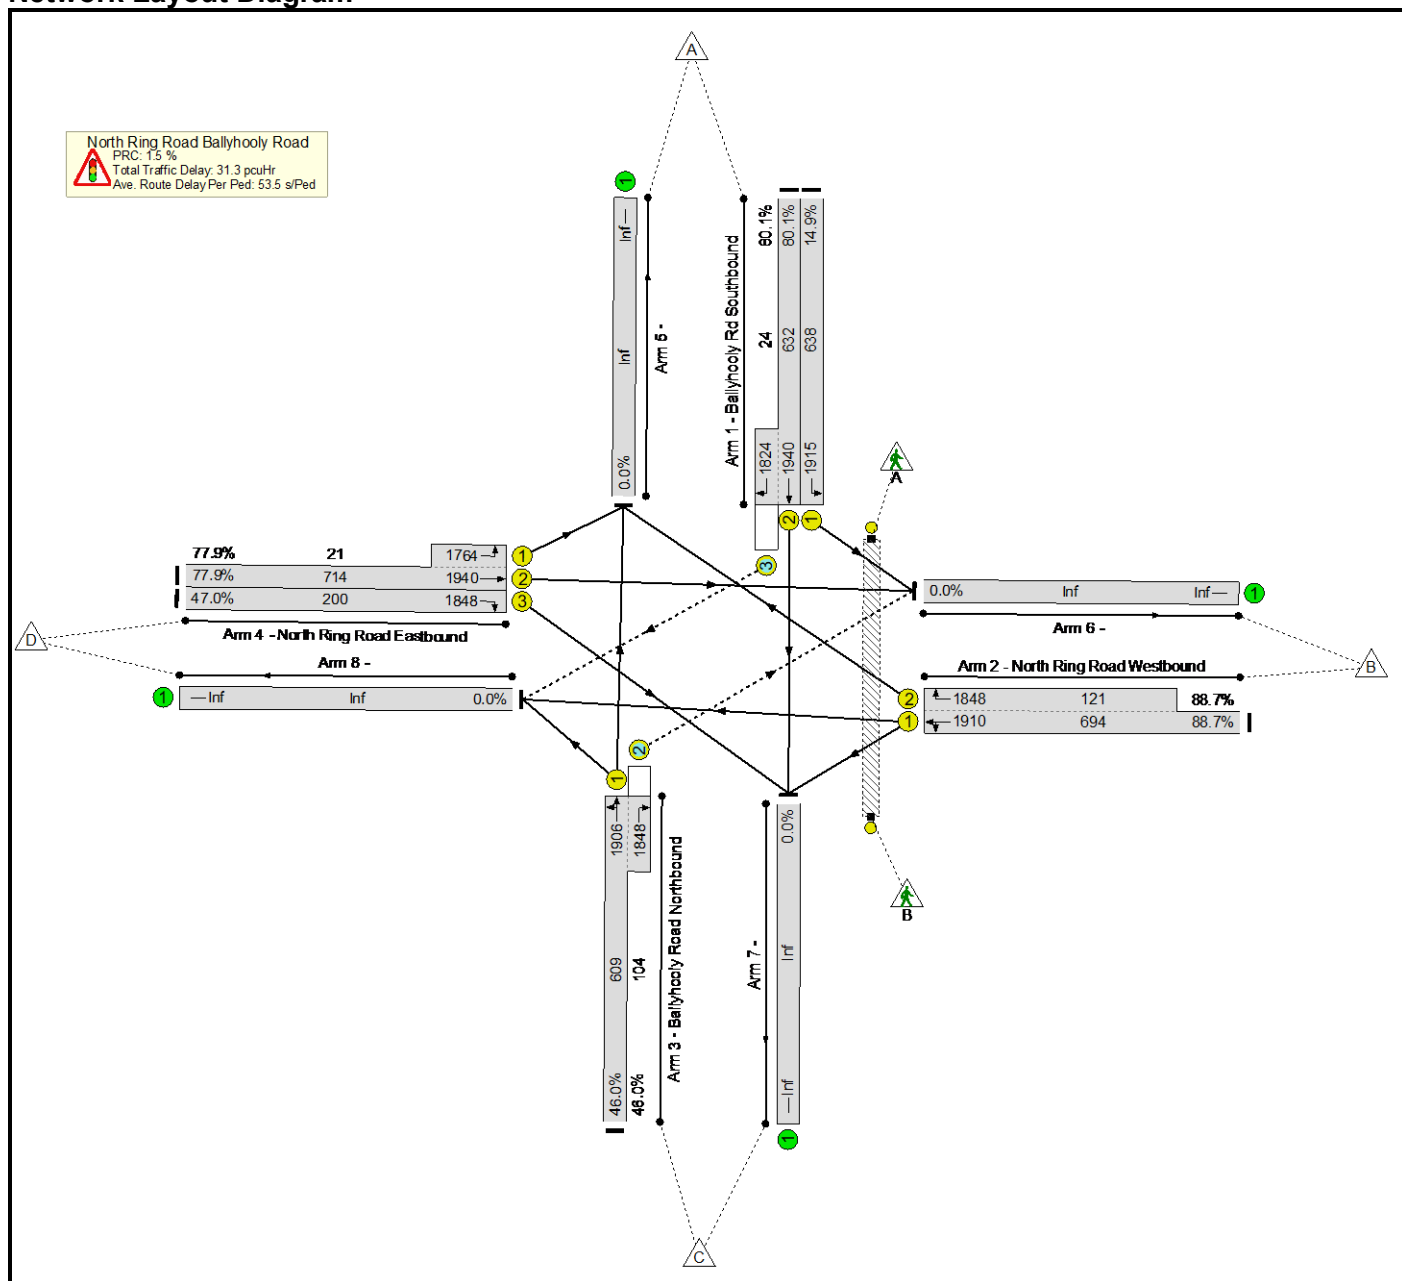 Network Layout Diagram
A
North Ring Road Ballyhooly Road
PRC: 1.5 %
Total Traffic Delay: 31.3 pcuHr
Ave. Route Delay Per Ped: 53.5 s/Ped
1
Inf
Inf
0.0%
Arm 5 -
Arm 1 - Ballyhooly Rd Southbound
80.1%
24
1824
80.1%
632
1940
14.9%
638
1915
3
2
1
A
77.9% 21 1764
77.9% 714 1940
47.0% 200 1848
1
2
3
Arm 4 - North Ring Road Eastbound
D
Arm 8 -
1
Inf Inf 0.0%
0.0% Inf Inf
1
Arm 6 -
B
Arm 2 - North Ring Road Westbound
2
1848 121 88.7%
1
1910 694 88.7%
1
2
1906
609
46.0%
1848
104
46.0%
Arm 3 - Ballyhooly Road Northbound
Arm 7 -
0.0%
Inf
Inf
1
B
C